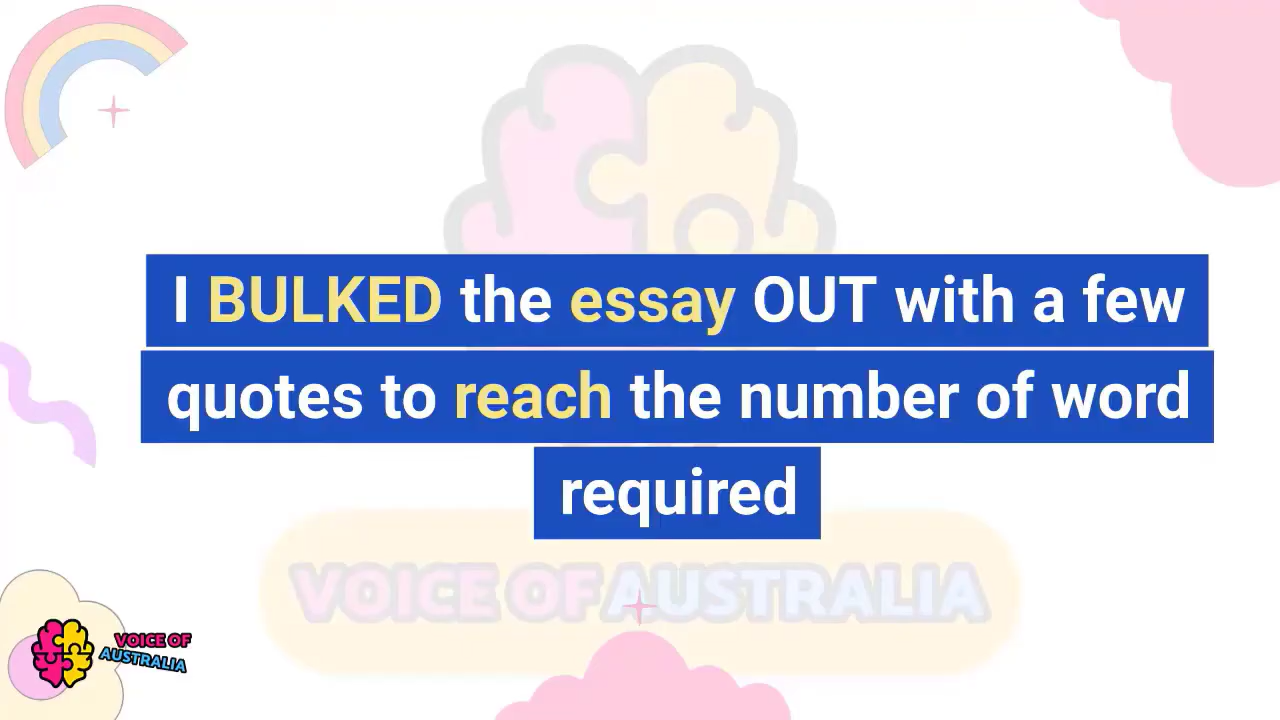 I BULKED the essay OUT with a few
quotes to reach the number of word
required
VOICE OF AUSTRALIA
VOICE OF
AUSTRALIA